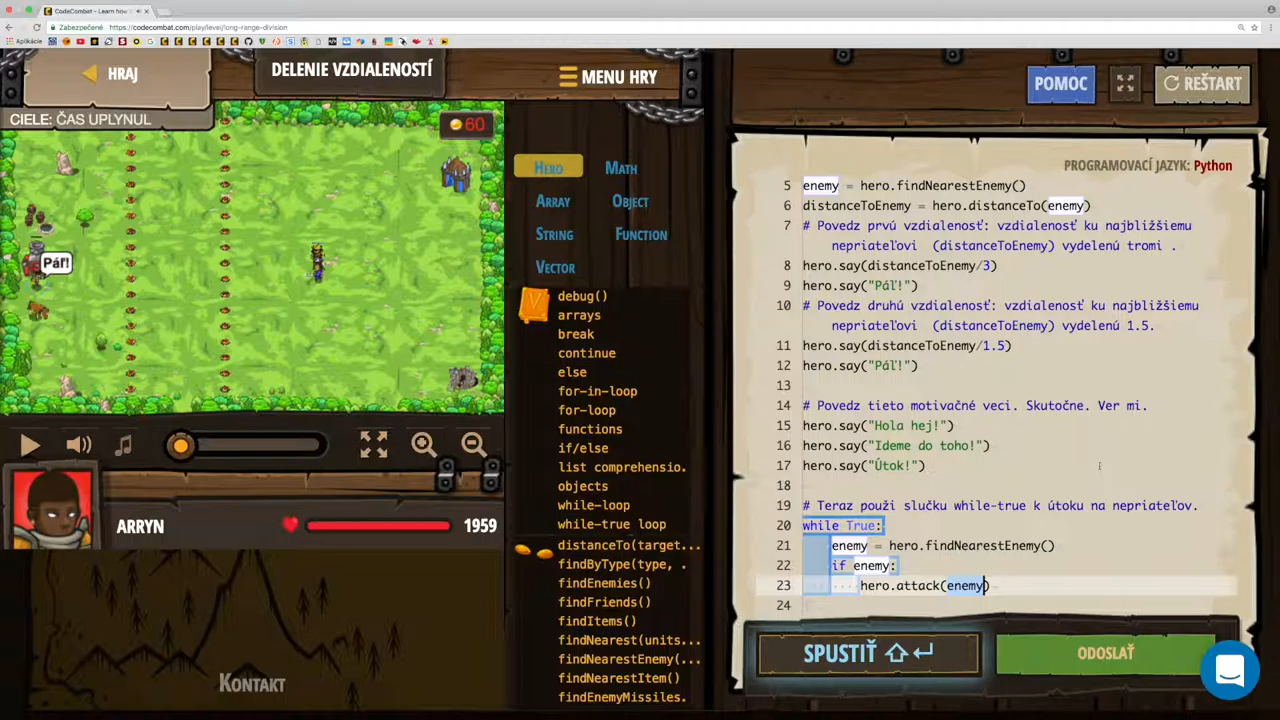 CodeCombat - Learn how
Zabezpečené https://codecombat.com/play/level/long-range-division
Aplikácie
HRAJ
DELENIE VZDIALENOSTÍ
MENU HRY
CIELE: ČAS UPLYNUL
60
Páľ!
ARRYN
1959
KONTAKT
HERO
MATH
ARRAY
OBJECT
STRING
FUNCTION
VECTOR
debug()
arrays
break
continue
else
for-in-loop
for-loop
functions
if/else
list comprehensio.
objects
while-loop
while-true loop
distanceTo(target...
findByType(type, .
findEnemies()
findFriends()
findItems()
findNearest(units...
findNearestEnemy(...
findNearestItem()
findEnemyMissiles.
POMOC
REŠTART
PROGRAMOVACÍ JAZYK: Python
5 enemy = hero.findNearestEnemy()
6 distanceToEnemy = hero.distanceTo(enemy)
7 # Povedz prvú vzdialenosť: vzdialenosť ku najbližšiemu
nepriateľovi (distanceToEnemy) vydelenú tromi .
8 hero.say(distanceToEnemy/3)
9 hero.say("Páľ!")
10 # Povedz druhú vzdialenosť: vzdialenosť ku najbližšiemu
nepriateľovi (distanceToEnemy) vydelenú 1.5.
11 hero.say(distanceToEnemy/1.5)
12 hero.say("Páľ!")
13
14 # Povedz tieto motivačné veci. Skutočne. Ver mi.
15 hero.say("Hola hej!")
16 hero.say("Ideme do toho!")
17 hero.say("Útok!")
18
19 # Teraz použi slučku while-true k útoku na nepriateľov.
20 while True:
21 enemy = hero.findNearestEnemy()
22 if enemy:
23 hero.attack(enemy)
24
SPUSTIŤ
ODOSLAŤ